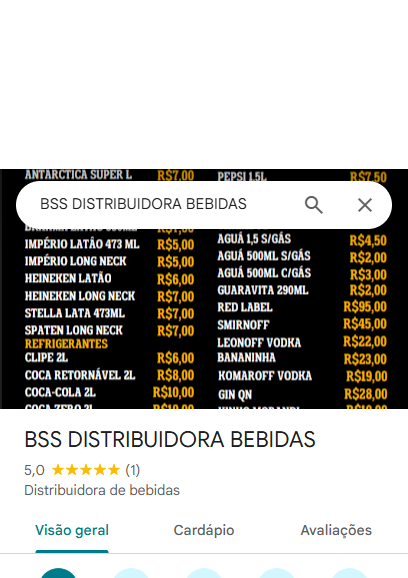 ANTARCTICA SUPER L R$7,00
PEPSI 1,5L R$7,50
BSS DISTRIBUIDORA BEBIDAS
R$7,00
IMPÉRIO LATÃO 473 ML R$5,00
IMPÉRIO LONG NECK R$5,00
HEINEKEN LATÃO R$6,00
HEINEKEN LONG NECK R$7,00
STELLA LATA 473ML R$7,00
SPATEN LONG NECK R$7,00
REFRIGERANTES
CLIPE 2L R$6,00
COCA RETORNÁVEL 2L R$8,00
COCA-COLA 2L R$10,00
COCA ZERO 2L R$10,00
AGUÁ 1,5 S/GÁS R$4,50
AGUÁ 500ML S/GÁS R$2,00
AGUÁ 500ML C/GÁS R$3,00
GUARAVITA 290ML R$2,00
RED LABEL R$95,00
SMIRNOFF R$45,00
LEONOFF VODKA R$22,00
BANANINHA R$23,00
KOMAROFF VODKA R$19,00
GIN QN R$28,00
BSS DISTRIBUIDORA BEBIDAS
5,0 ★★★★★ (1)
Distribuidora de bebidas
Visão geral
Cardápio
Avaliações